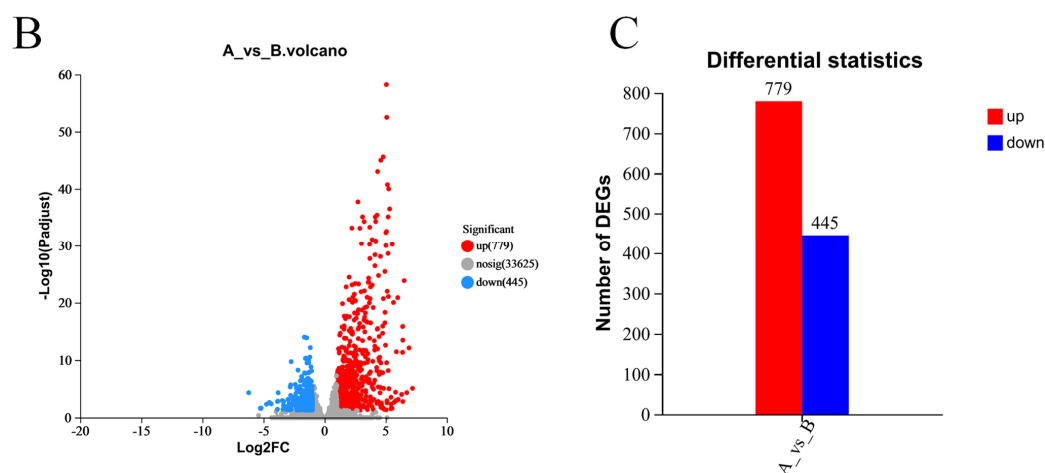 B
A_vs_B.volcano
-Log10(Padjust)
60
50
40
30
20
10
0
-20
-15
-10
-5
0
5
10
Log2FC
Significant
up(779)
nosig(33625)
down(445)
C
Differential statistics
Number of DEGs
800
700
600
500
400
300
200
100
0
779
445
A_vs_B
up
down